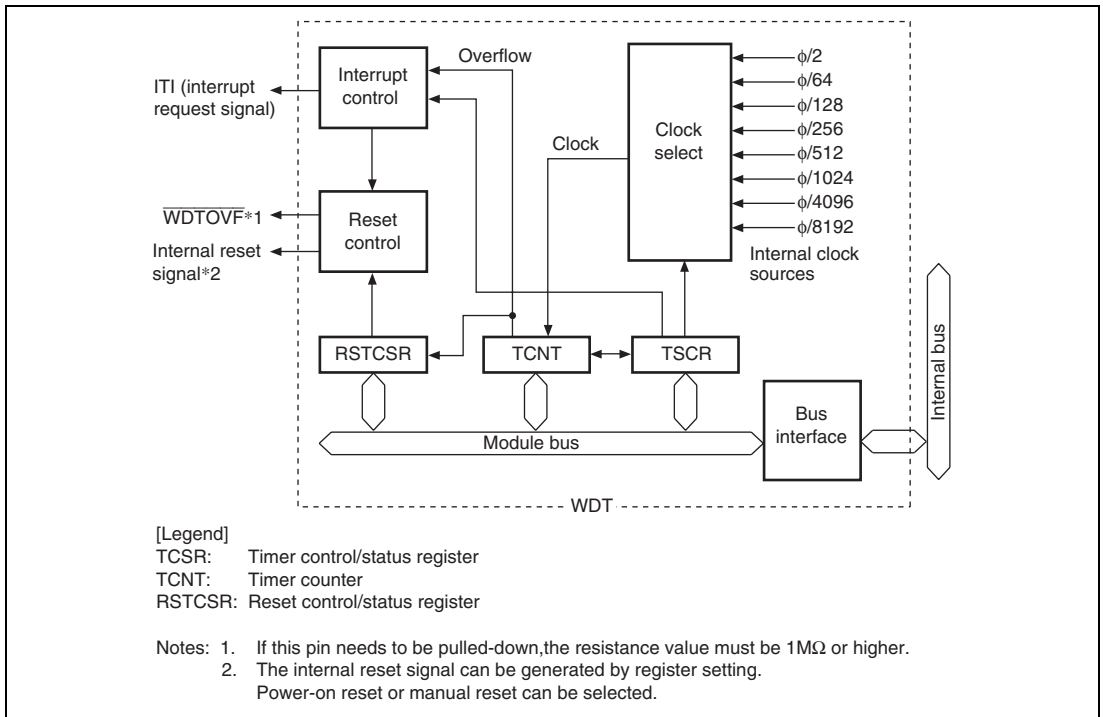 Overflow
Interrupt
control
ITI (interrupt
request signal)
Clock
select
Clock
ϕ/2
ϕ/64
ϕ/128
ϕ/256
ϕ/512
ϕ/1024
ϕ/4096
ϕ/8192
Internal clock
sources
WDTOVF*1
Internal reset
signal*2
Reset
control
RSTCSR
TCNT
TSCR
Module bus
Bus
interface
Internal bus
WDT
[Legend]
TCSR: Timer control/status register
TCNT: Timer counter
RSTCSR: Reset control/status register
Notes: 1. If this pin needs to be pulled-down,the resistance value must be 1MΩ or higher.
2. The internal reset signal can be generated by register setting.
Power-on reset or manual reset can be selected.